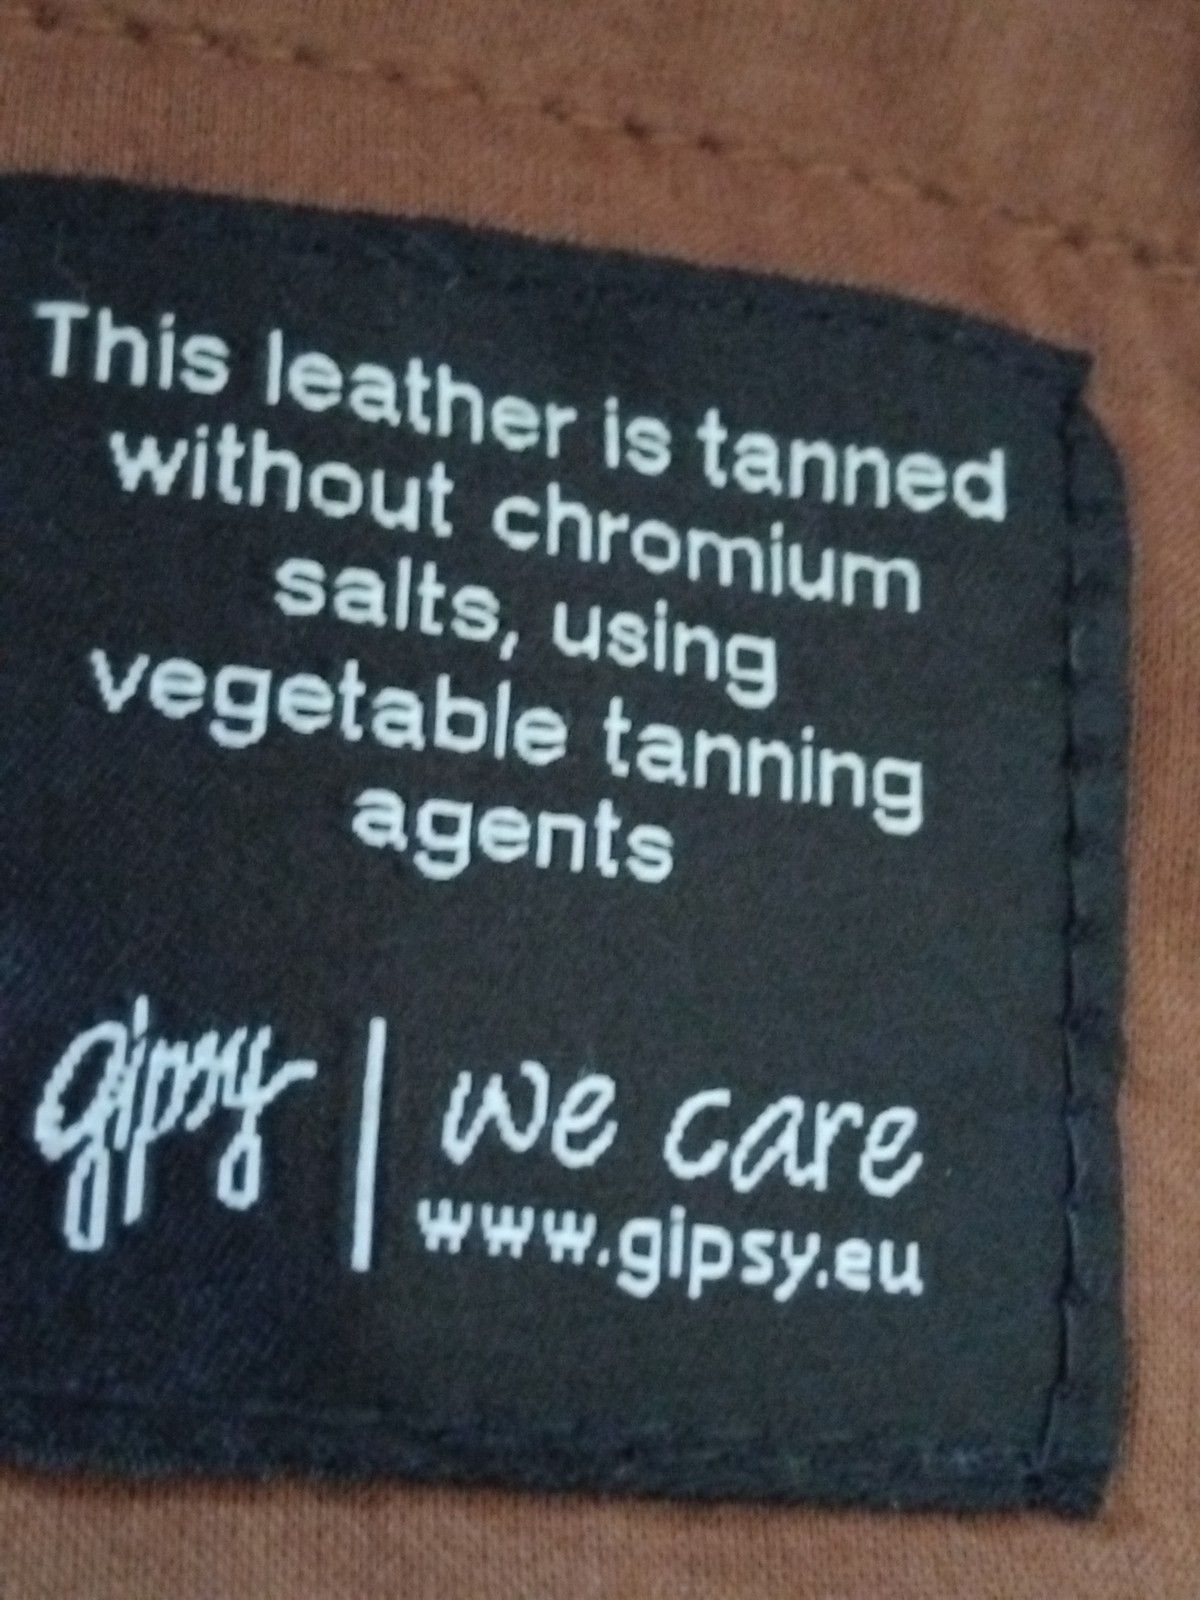 This leather is tanned
without chromium
salts, using
vegetable tanning
agents
gipsy | we care
www.gipsy.eu